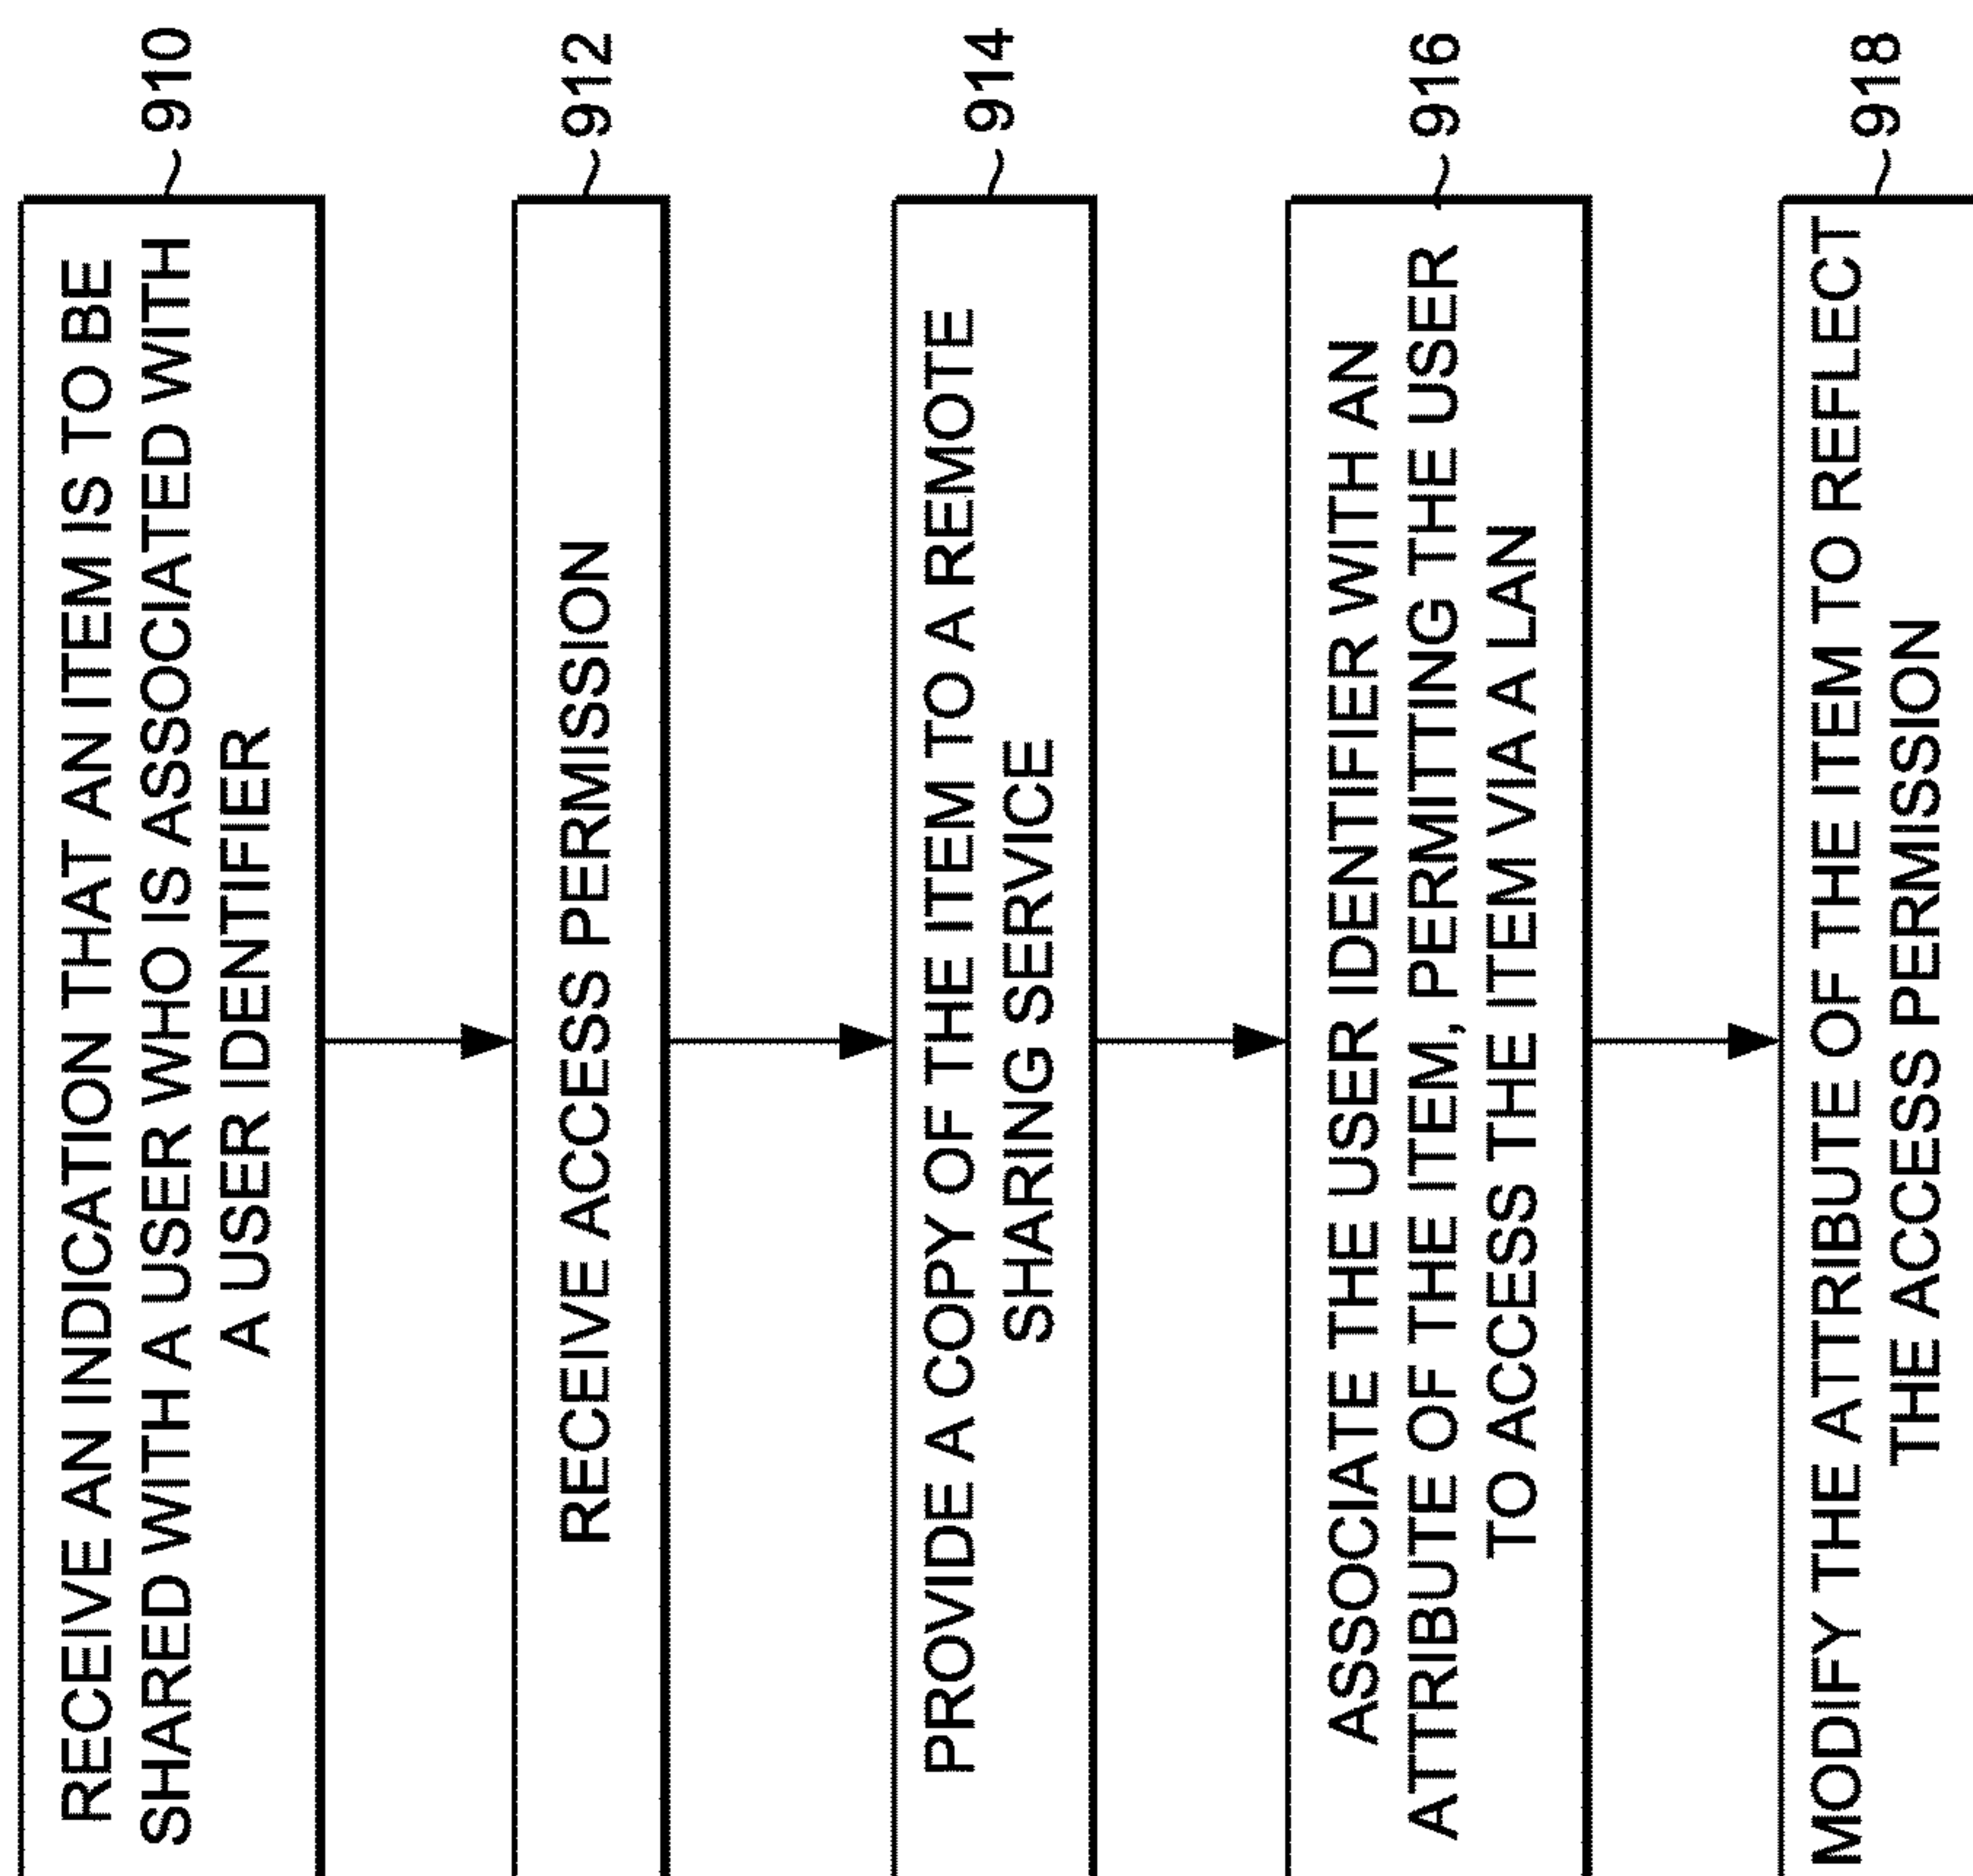 RECEIVE AN INDICATION THAT AN ITEM IS TO BE
SHARED WITH A USER WHO IS ASSOCIATED WITH
A USER IDENTIFIER
910
RECEIVE ACCESS PERMISSION
912
PROVIDE A COPY OF THE ITEM TO A REMOTE
SHARING SERVICE
914
ASSOCIATE THE USER IDENTIFIER WITH AN
ATTRIBUTE OF THE ITEM, PERMITTING THE USER
TO ACCESS THE ITEM VIA A LAN
916
MODIFY THE ATTRIBUTE OF THE ITEM TO REFLECT
THE ACCESS PERMISSION
918